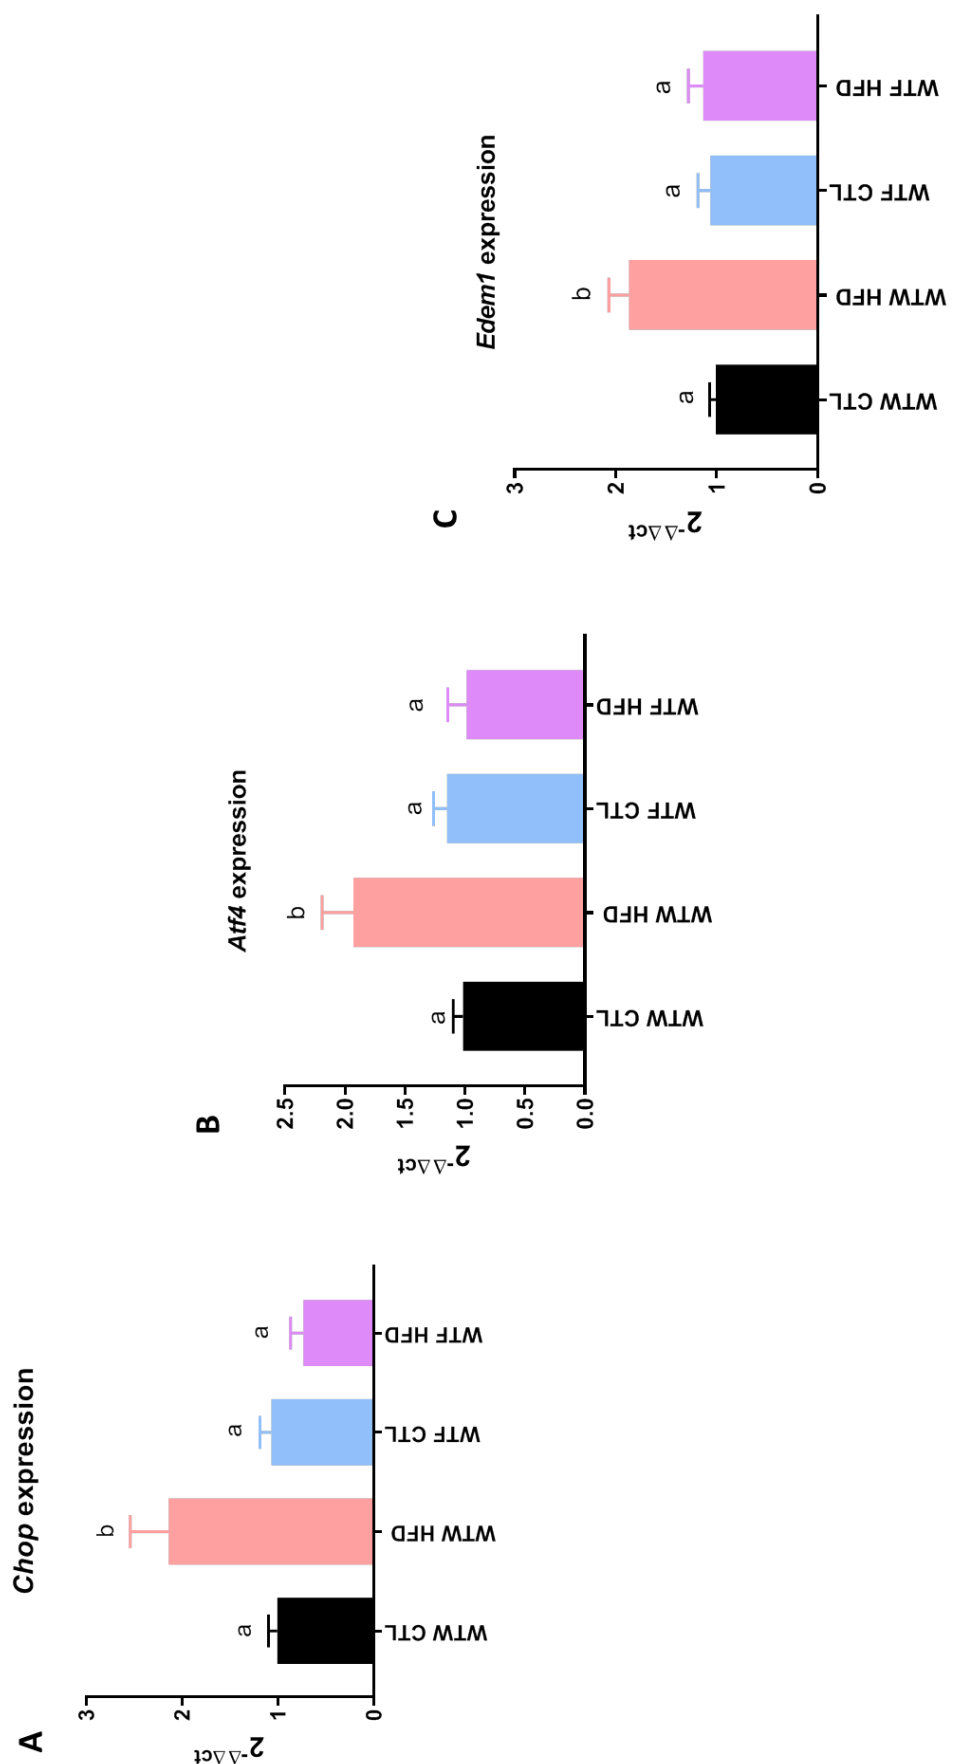 A
Chop expression
2-ΔΔct
3
2
1
0
a
b
a
a
WTW CTL
WTW HFD
WTF CTL
WTF HFD
B
Atf4 expression
2-ΔΔct
2.5
2.0
1.5
1.0
0.5
0.0
a
b
a
a
WTW CTL
WTW HFD
WTF CTL
WTF HFD
C
Edem1 expression
2-ΔΔct
3
2
1
0
a
b
a
a
WTW CTL
WTW HFD
WTF CTL
WTF HFD